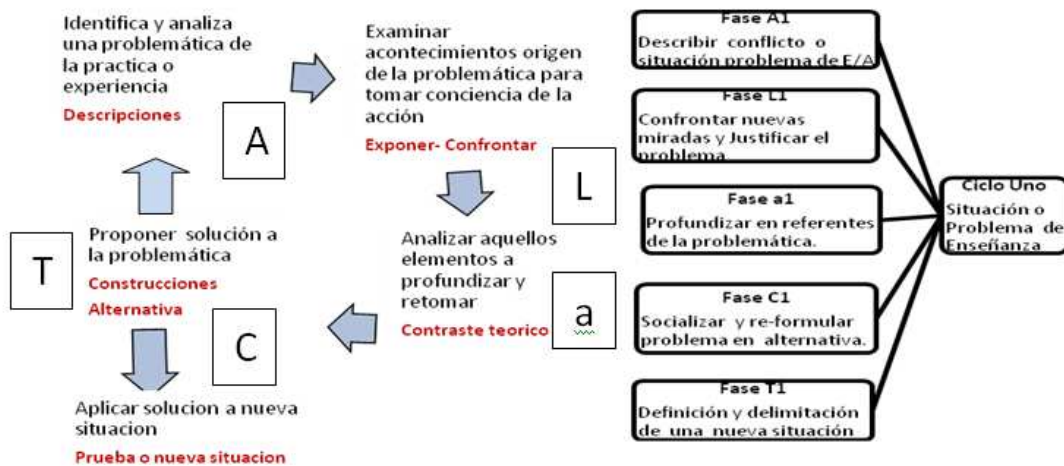 Identifica y analiza
una problemática de
la practica o
experiencia
Descripciones
A
Examinar
acontecimientos origen
de la problemática para
tomar conciencia de la
acción
Exponer- Confrontar
L
Analizar aquellos
elementos a
profundizar y
retomar
Contraste teorico
a
Proponer solución a
la problemática
Construcciones
Alternativa
T
C
Aplicar solucion a nueva
situacion
Prueba o nueva situacion
Fase A1
Describir conflicto o
situación problema de E/A
Fase L1
Confrontar nuevas
miradas y Justificar el
problema
Fase a1
Profundizar en referentes
de la problemática.
Fase C1
Socializar y re-formular
problema en alternativa.
Fase T1
Definición y delimitación
de una nueva situación
Ciclo Uno
Situación o
Problema de
Enseñanza